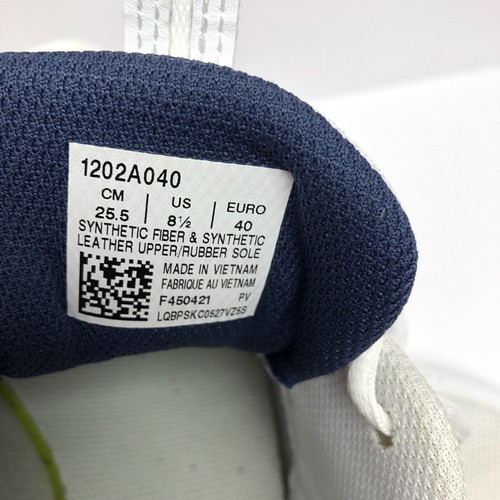 1202A040
CM | US | EURO
25.5 | 8½ | 40
SYNTHETIC FIBER & SYNTHETIC
LEATHER UPPER/RUBBER SOLE
MADE IN VIETNAM
FABRIQUE AU VIETNAM
F450421 PV
LQBPSKC0527VZ5S